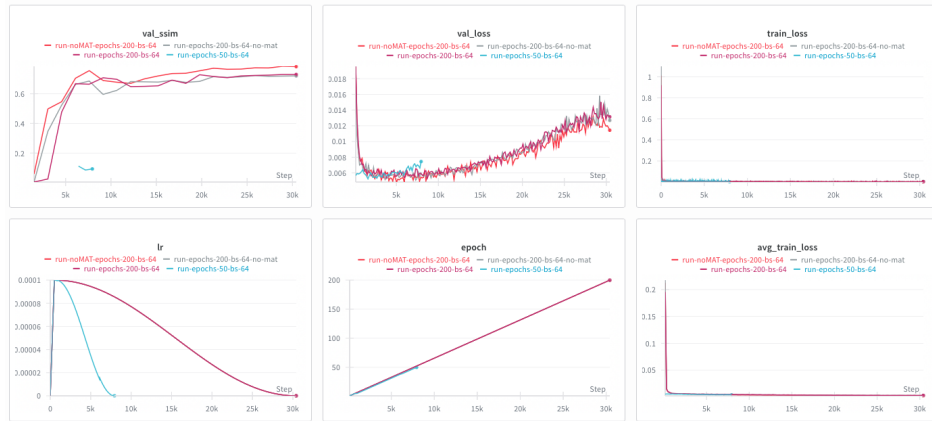 val_ssim
run-noMAT-epochs-200-bs-64 run-epochs-200-bs-64-no-mat
run-epochs-200-bs-64 run-epochs-50-bs-64
0.6
0.4
0.2
Step
5k 10k 15k 20k 25k 30k
val_loss
run-noMAT-epochs-200-bs-64 run-epochs-200-bs-64-no-mat
run-epochs-200-bs-64 run-epochs-50-bs-64
0.018
0.016
0.014
0.012
0.01
0.008
0.006
Step
5k 10k 15k 20k 25k 30k
train_loss
run-noMAT-epochs-200-bs-64 run-epochs-200-bs-64-no-mat
run-epochs-200-bs-64 run-epochs-50-bs-64
1
0.8
0.6
0.4
0.2
Step
5k 10k 15k 20k 25k 30k
lr
run-noMAT-epochs-200-bs-64 run-epochs-200-bs-64-no-mat
run-epochs-200-bs-64 run-epochs-50-bs-64
0.0001
0.00008
0.00006
0.00004
0.00002
0
Step
5k 10k 15k 20k 25k 30k
epoch
run-noMAT-epochs-200-bs-64 run-epochs-200-bs-64-no-mat
run-epochs-200-bs-64 run-epochs-50-bs-64
200
150
100
50
Step
5k 10k 15k 20k 25k 30k
avg_train_loss
run-noMAT-epochs-200-bs-64 run-epochs-200-bs-64-no-mat
run-epochs-200-bs-64 run-epochs-50-bs-64
0.2
0.15
0.1
0.05
Step
5k 10k 15k 20k 25k 30k